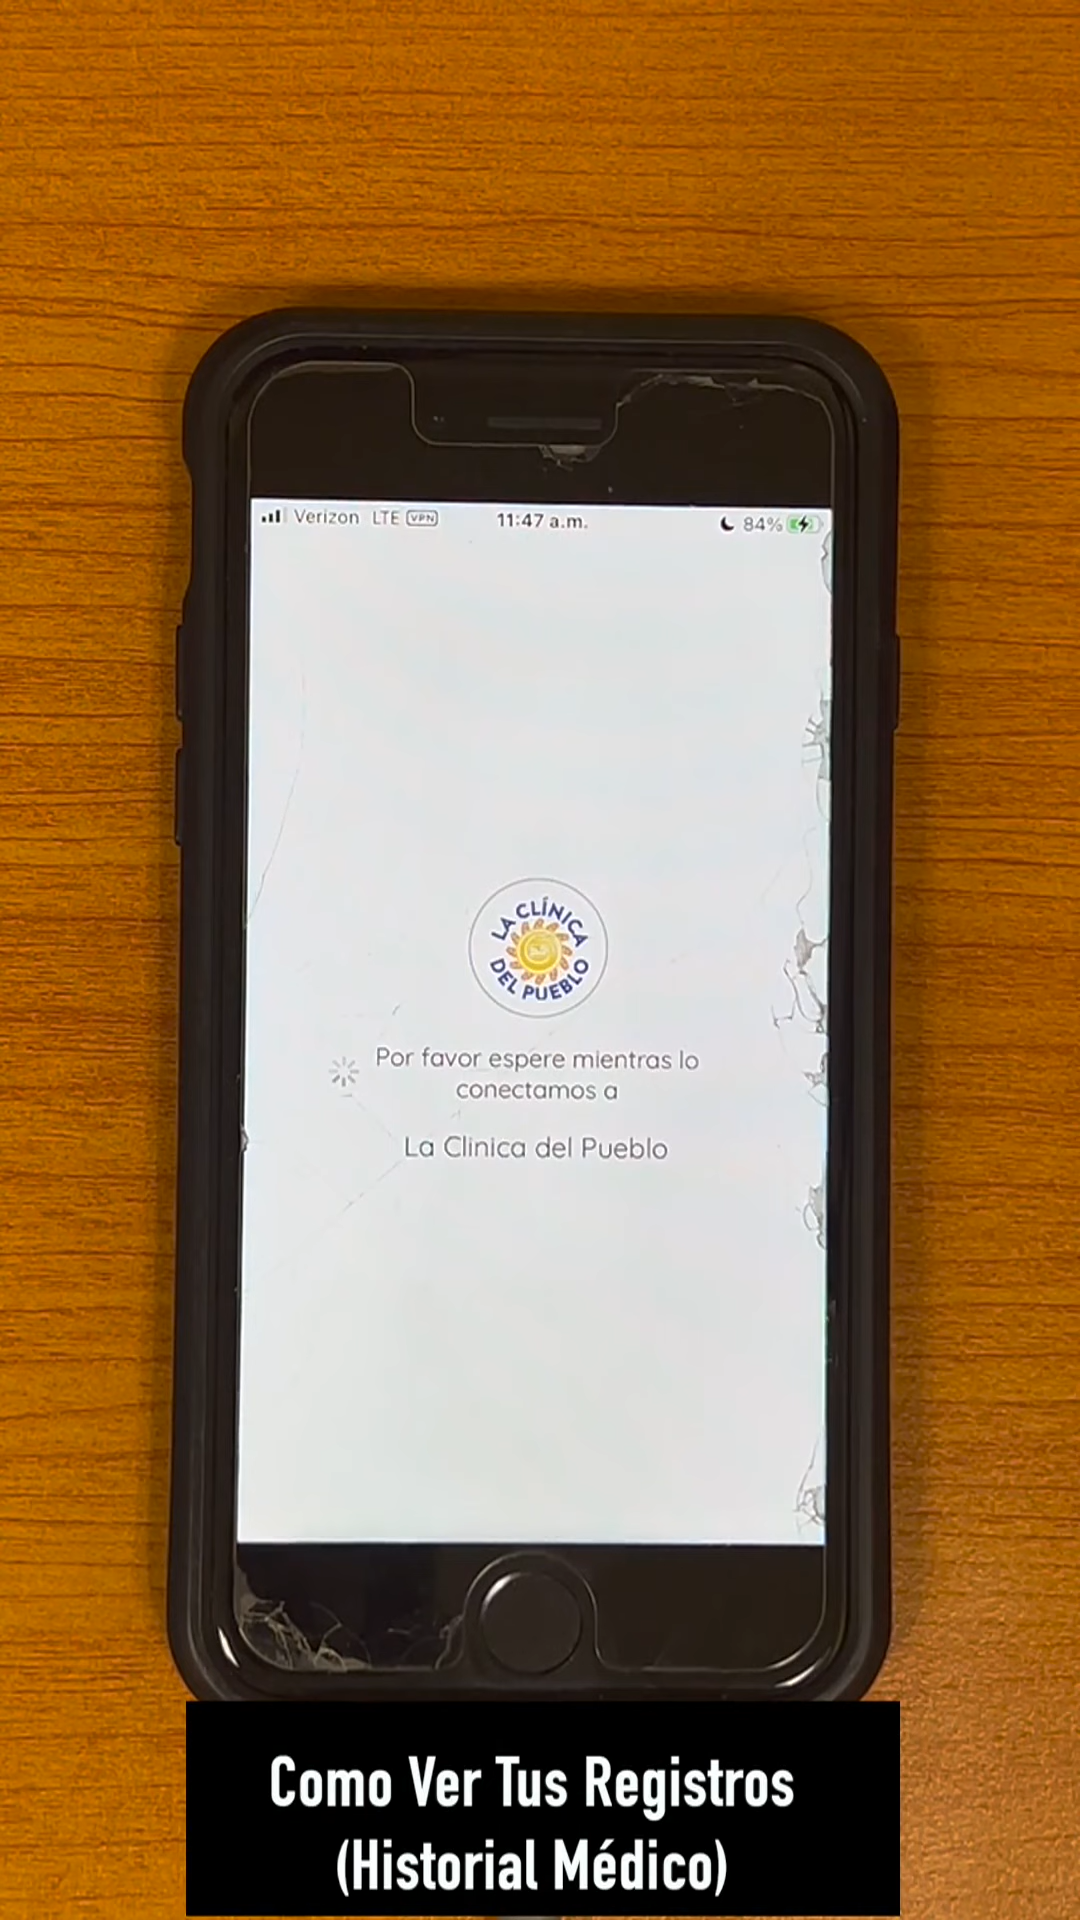 Verizon LTE VPN 11:47 a.m. 84%
LA CLÍNICA
DEL PUEBLO
Por favor espere mientras lo
conectamos a
La Clinica del Pueblo
Como Ver Tus Registros
(Historial Médico)